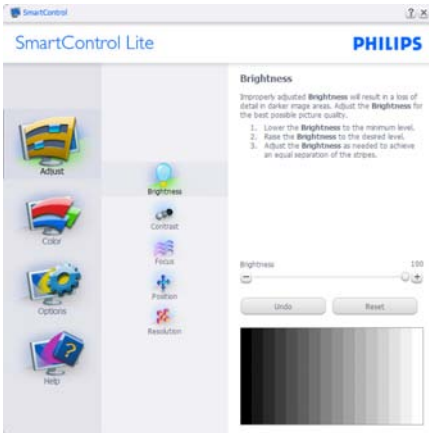 SmartControl
SmartControl Lite
PHILIPS
Adjust
Color
Options
Help
Brightness
Contrast
Focus
Position
Resolution
Brightness
Improperly adjusted Brightness will result in a loss of
detail in darker image areas. Adjust the Brightness for
the best possible picture quality.
1. Lower the Brightness to the minimum level.
2. Raise the Brightness to the desired level.
3. Adjust the Brightness as needed to achieve
an equal separation of the stripes.
Brightness 100
Undo Reset